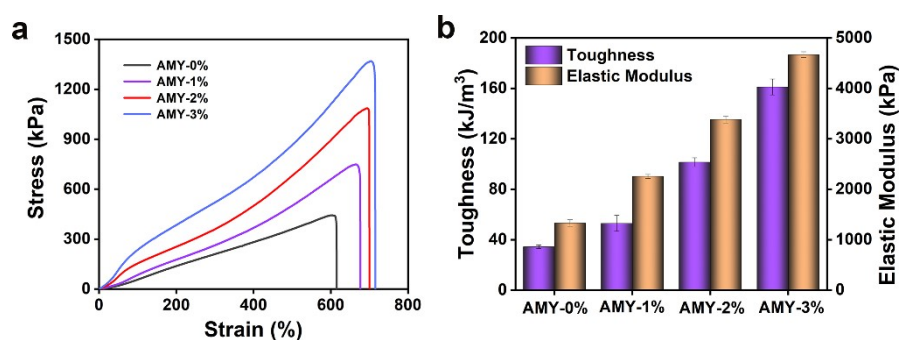 a
1500
1200
900
600
300
0
Stress (kPa)
AMY-0%
AMY-1%
AMY-2%
AMY-3%
0 200 400 600 800
Strain (%)
b
200
160
120
80
40
0
Toughness (kJ/m³)
Toughness
Elastic Modulus
5000
4000
3000
2000
1000
0
Elastic Modulus (kPa)
AMY-0% AMY-1% AMY-2% AMY-3%